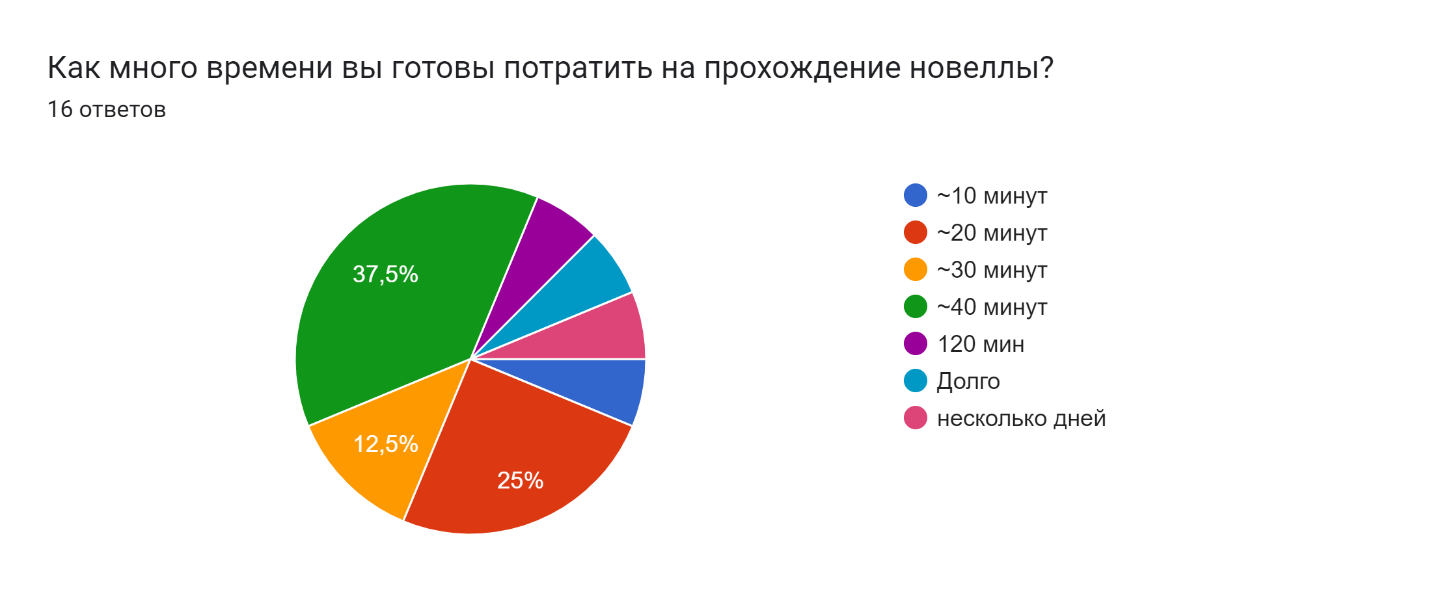 Как много времени вы готовы потратить на прохождение новеллы?
16 ответов
37,5%
12,5%
25%
~10 минут
~20 минут
~30 минут
~40 минут
120 мин
Долго
несколько дней